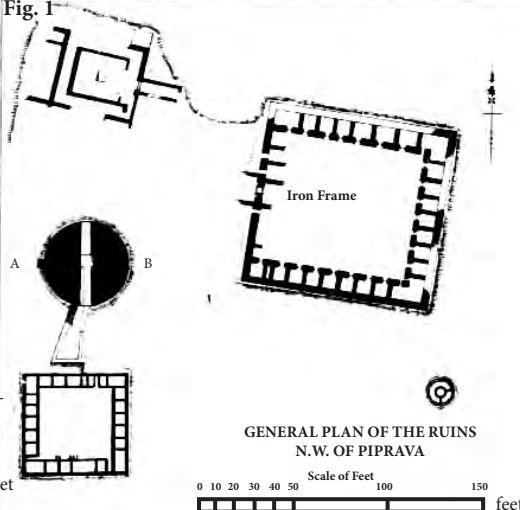 Fig. 1
Iron Frame
A B
GENERAL PLAN OF THE RUINS
N.W. OF PIPRAVA
et
Scale of Feet
0 10 20 30 40 50 100 150
feet